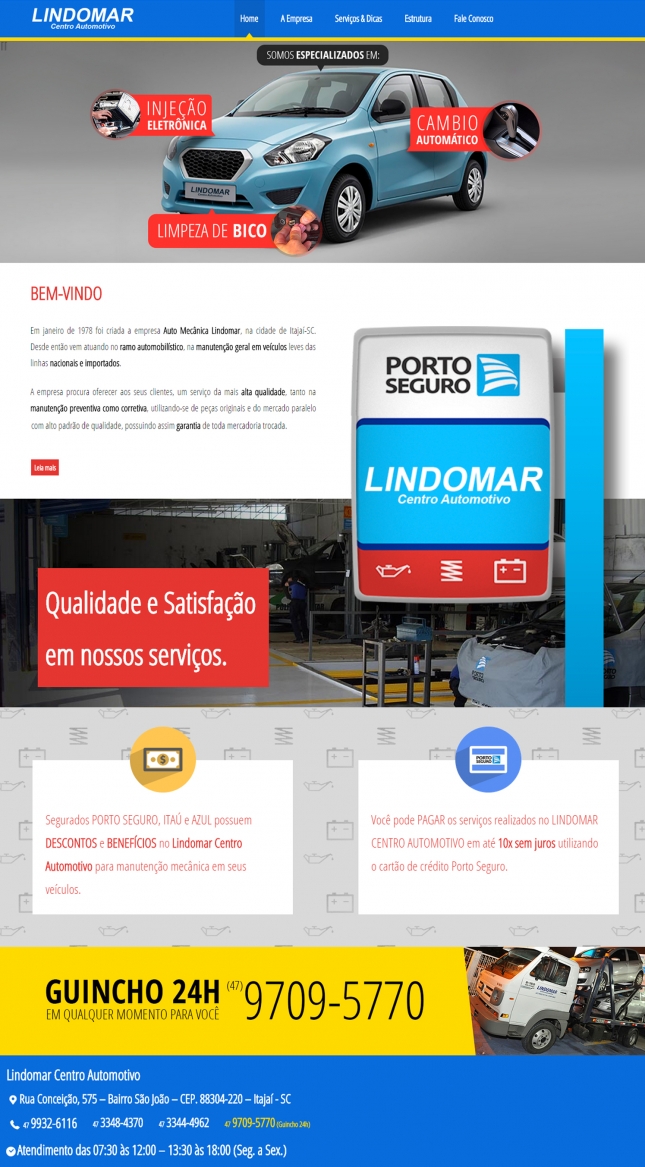 LINDOMAR
Centro Automotivo
Home A Empresa Serviços & Dicas Estrutura Fale Conosco
SOMOS ESPECIALIZADOS EM:
INJEÇÃO
ELETRÔNICA
CAMBIO
AUTOMÁTICO
LINDOMAR
Centro Automotivo
LIMPEZA DE BICO
BEM-VINDO
Em janeiro de 1978 foi criada a empresa Auto Mecânica Lindomar, na cidade de Itajaí-SC.
Desde então vem atuando no ramo automobilístico, na manutenção geral em veículos leves das
linhas nacionais e importados.
A empresa procura oferecer aos seus clientes, um serviço da mais alta qualidade, tanto na
manutenção preventiva como corretiva, utilizando-se de peças originais e do mercado paralelo
com alto padrão de qualidade, possuindo assim garantia de toda mercadoria trocada.
Leia mais
PORTO
SEGURO
LINDOMAR
Centro Automotivo
Qualidade e Satisfação
em nossos serviços.
PORTO
SEGURO
PORTO
SEGURO
Segurados PORTO SEGURO, ITAÚ e AZUL possuem
DESCONTOS e BENEFÍCIOS no Lindomar Centro
Automotivo para manutenção mecânica em seus
veículos.
Você pode PAGAR os serviços realizados no LINDOMAR
CENTRO AUTOMOTIVO em até 10x sem juros utilizando
o cartão de crédito Porto Seguro.
GUINCHO 24H
EM QUALQUER MOMENTO PARA VOCÊ
(47) 9709-5770
LINDOMAR
Lindomar Centro Automotivo
Rua Conceição, 575 – Bairro São João – CEP. 88304-220 – Itajaí - SC
47 9932-6116 47 3348-4370 47 3344-4962 47 9709-5770 (Guincho 24h)
Atendimento das 07:30 às 12:00 – 13:30 às 18:00 (Seg. a Sex.)